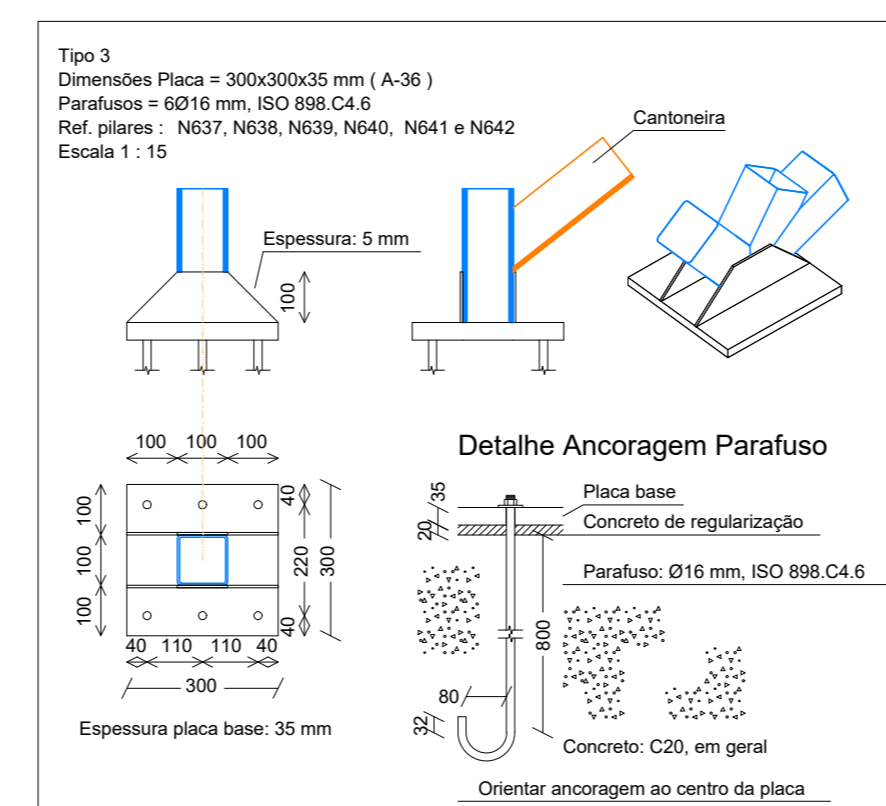 Tipo 3
Dimensões Placa = 300x300x35 mm ( A-36 )
Parafusos = 6Ø16 mm, ISO 898.C4.6
Ref. pilares : N637, N638, N639, N640, N641 e N642
Escala 1 : 15
Cantoneira
Espessura: 5 mm
100
100 100 100
40
100
100
100
220
300
40
40 110 110 40
300
Espessura placa base: 35 mm
Detalhe Ancoragem Parafuso
35
Placa base
20
Concreto de regularização
Parafuso: Ø16 mm, ISO 898.C4.6
800
80
32
Concreto: C20, em geral
Orientar ancoragem ao centro da placa